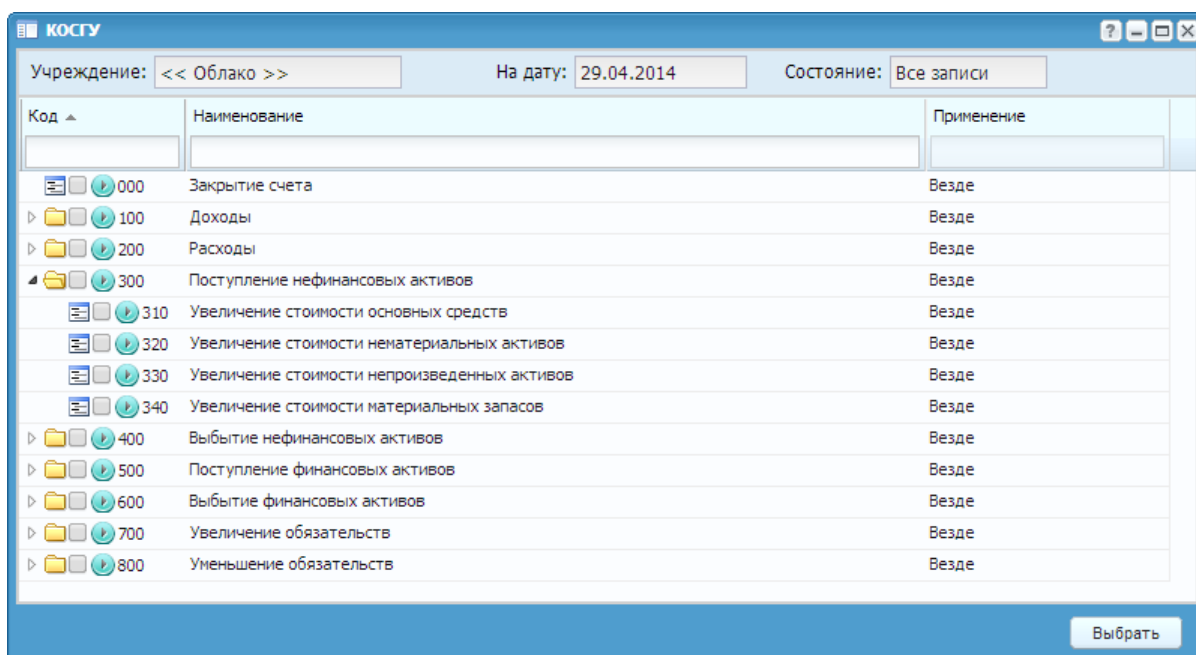 КОСГУ
Учреждение: << Облако >> На дату: 29.04.2014 Состояние: Все записи
Код Наименование Применение
000 Закрытие счета Везде
100 Доходы Везде
200 Расходы Везде
300 Поступление нефинансовых активов Везде
310 Увеличение стоимости основных средств Везде
320 Увеличение стоимости нематериальных активов Везде
330 Увеличение стоимости непроизведенных активов Везде
340 Увеличение стоимости материальных запасов Везде
400 Выбытие нефинансовых активов Везде
500 Поступление финансовых активов Везде
600 Выбытие финансовых активов Везде
700 Увеличение обязательств Везде
800 Уменьшение обязательств Везде
Выбрать